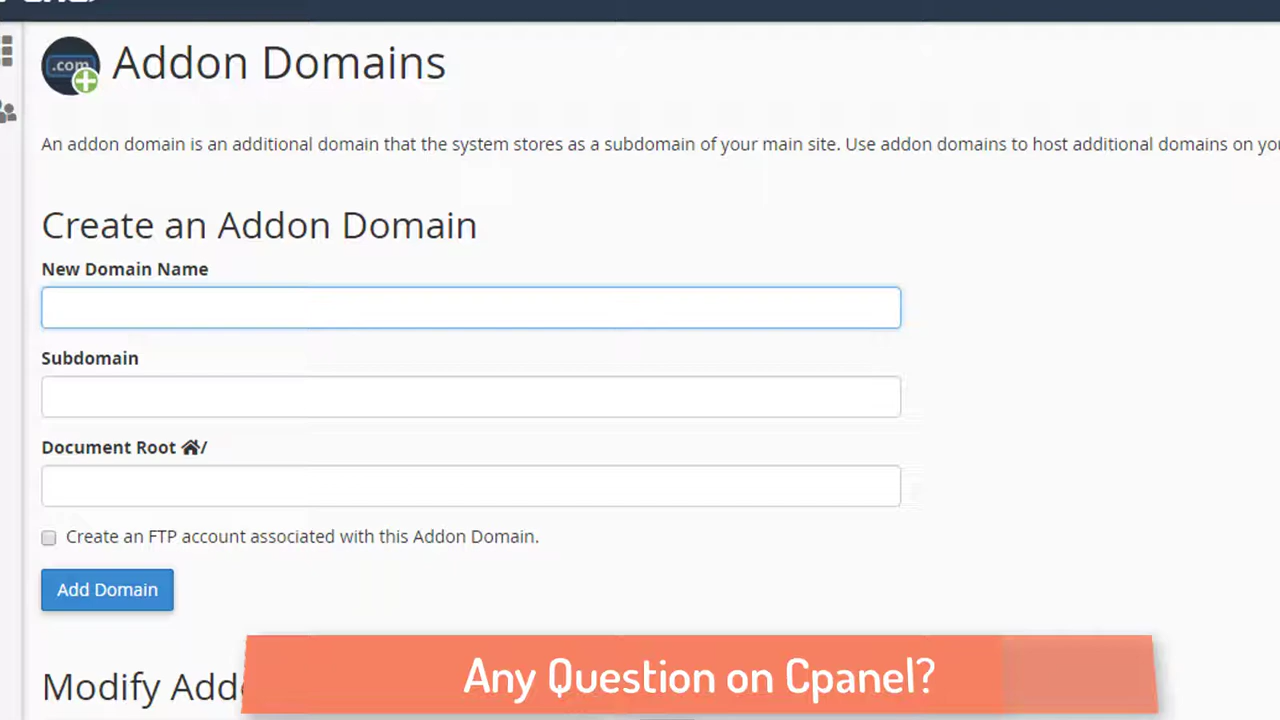 .com
Addon Domains
An addon domain is an additional domain that the system stores as a subdomain of your main site. Use addon domains to host additional domains on
Create an Addon Domain
New Domain Name
Subdomain
Document Root /
Create an FTP account associated with this Addon Domain.
Add Domain
Modify
Any Question on Cpanel?